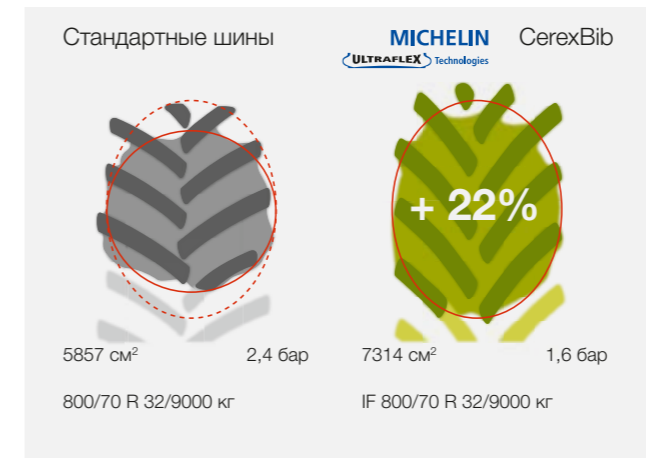 Стандартные шины
MICHELIN CerexBib
ULTRAFLEX Technologies
+ 22%
5857 см² 2,4 бар
7314 см² 1,6 бар
800/70 R 32/9000 кг
IF 800/70 R 32/9000 кг